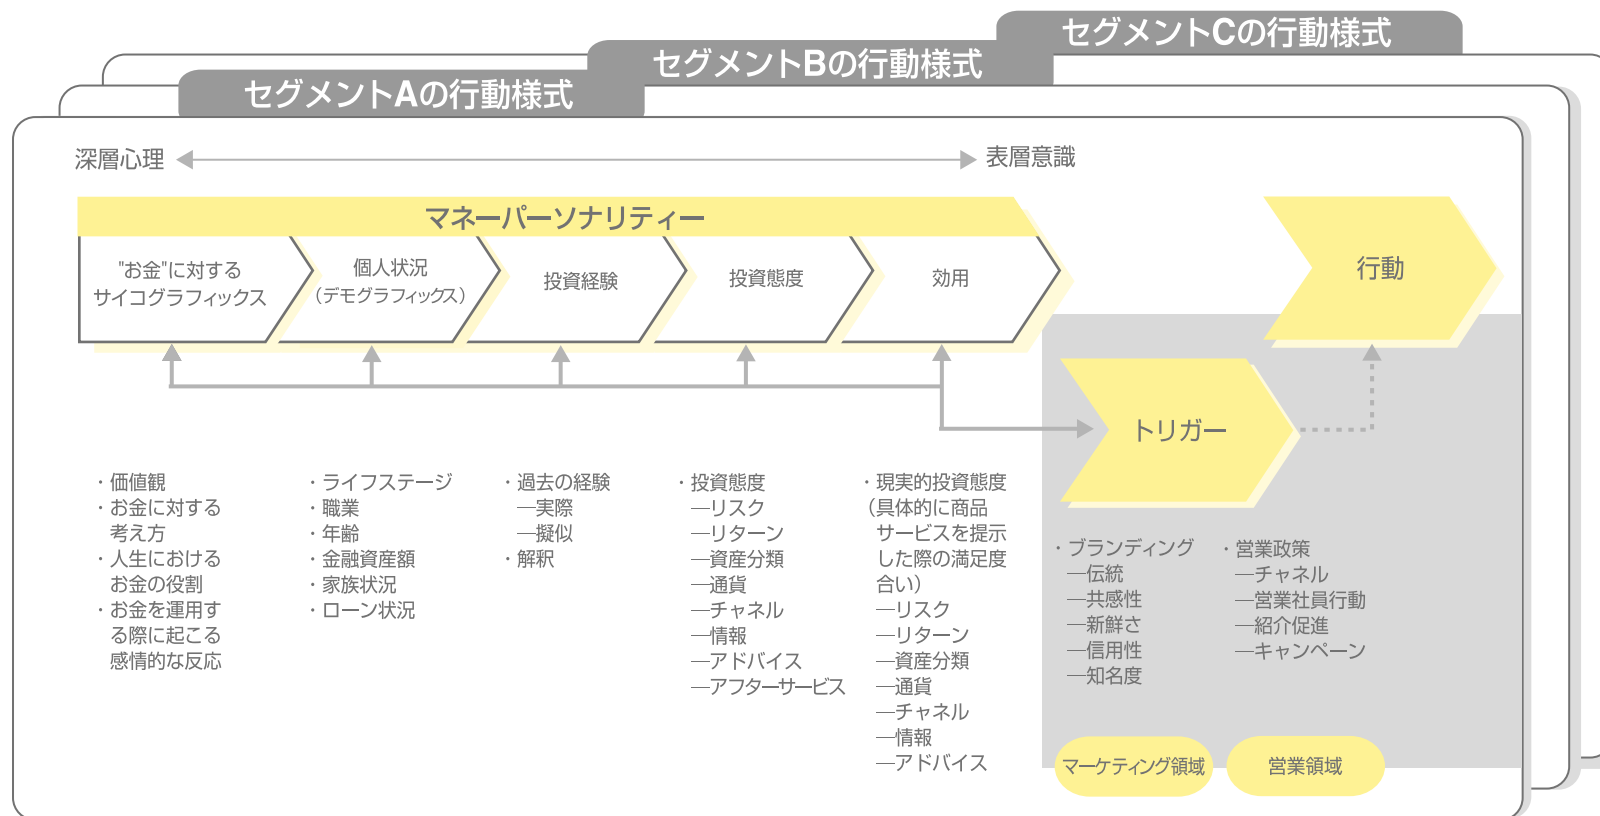 セグメントCの行動様式
セグメントBの行動様式
セグメントAの行動様式
深層心理
表層意識
マネーパーソナリティー
"お金"に対する
サイコグラフィックス
個人状況
(デモグラフィックス)
投資経験
投資態度
効用
行動
トリガー
・価値観
・お金に対する
考え方
・人生における
お金の役割
・お金を運用す
る際に起こる
感情的な反応
・ライフステージ
・職業
・年齢
・金融資産額
・家族状況
・ローン状況
・過去の経験
―実際
―擬似
・解釈
・投資態度
―リスク
―リターン
―資産分類
―通貨
―チャネル
―情報
―アドバイス
―アフターサービス
・現実的投資態度
(具体的に商品
サービスを提示
した際の満足度
合い)
―リスク
―リターン
―資産分類
―通貨
―チャネル
―情報
―アドバイス
・ブランディング
―伝統
―共感性
―新鮮さ
―信用性
―知名度
・営業政策
―チャネル
―営業社員行動
―紹介促進
―キャンペーン
マーケティング領域
営業領域